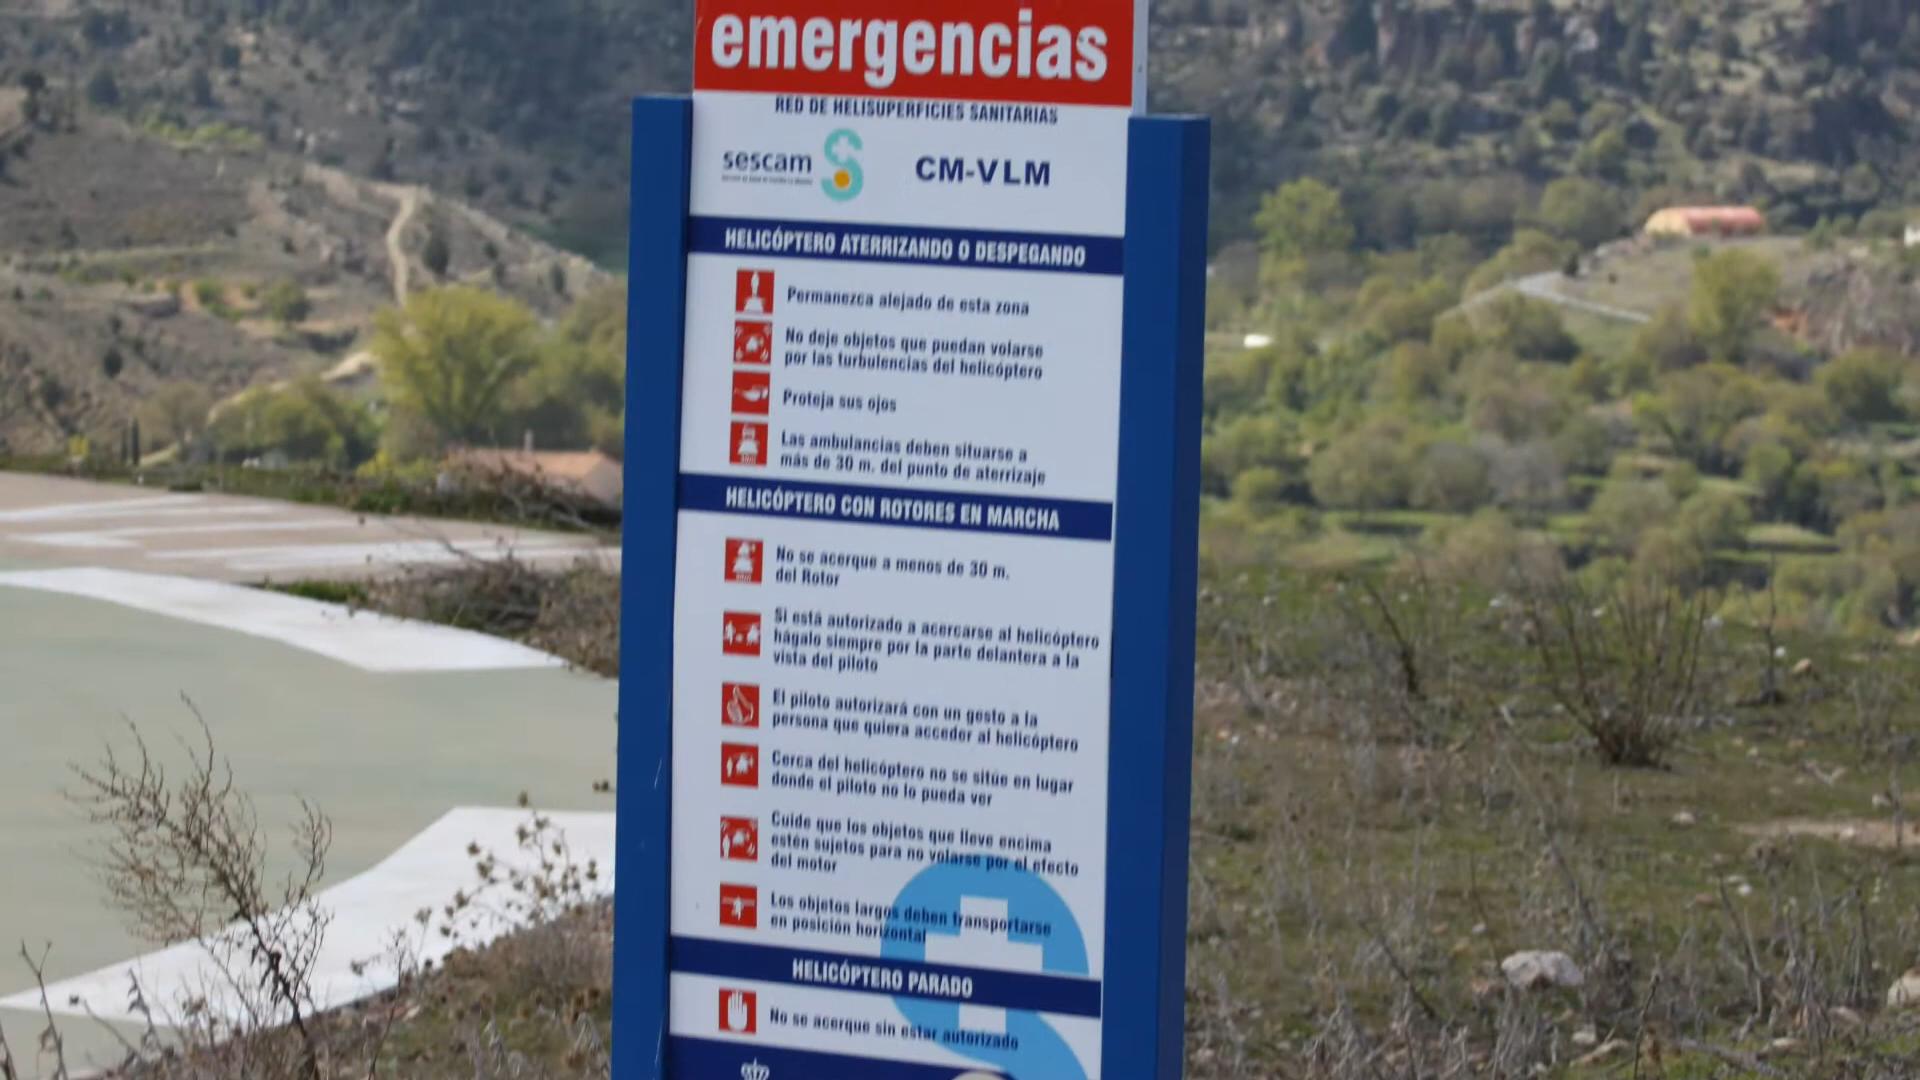 emergencias
RED DE HELISUPERFICIES SANITARIAS
sescam
CM-VLM
HELICÓPTERO ATERRIZANDO O DESPEGANDO
Permanezca alejado de esta zona
No deje objetos que puedan volarse
por las turbulencias del helicóptero
Proteja sus ojos
Las ambulancias deben situarse a
más de 30 m. del punto de aterrizaje
HELICÓPTERO CON ROTORES EN MARCHA
No se acerque a menos de 30 m.
del Rotor
Si está autorizado a acercarse al helicóptero
hágalo siempre por la parte delantera a la
vista del piloto
El piloto autorizará con un gesto a la
persona que quiera acceder al helicóptero
Cerca del helicóptero no se sitúe en lugar
donde el piloto no lo pueda ver
Cuide que los objetos que lleve encima
estén sujetos para no volarse por el efecto
del motor
Los objetos largos deben transportarse
en posición horizontal
HELICÓPTERO PARADO
No se acerque sin estar autorizado